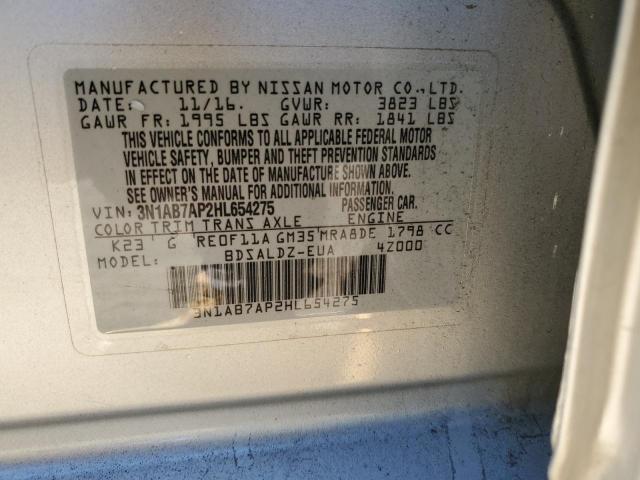 MANUFACTURED BY NISSAN MOTOR CO.,LTD.
DATE: 11/16. GVWR: 3823 LBS
GAWR FR: 1995 LBS GAWR RR: 1841 LBS
THIS VEHICLE CONFORMS TO ALL APPLICABLE FEDERAL MOTOR
VEHICLE SAFETY, BUMPER AND THEFT PREVENTION STANDARDS
IN EFFECT ON THE DATE OF MANUFACTURE SHOWN ABOVE.
SEE OWNER'S MANUAL FOR ADDITIONAL INFORMATION.
VIN: 3N1AB7AP2HL654275 PASSENGER CAR.
COLOR TRIM TRANS AXLE ENGINE
K23 G RE0F11A GM35 MRA8DE 1798 CC
MODEL: BDSALDZ-EUA 4Z000
3N1AB7AP2HL654275